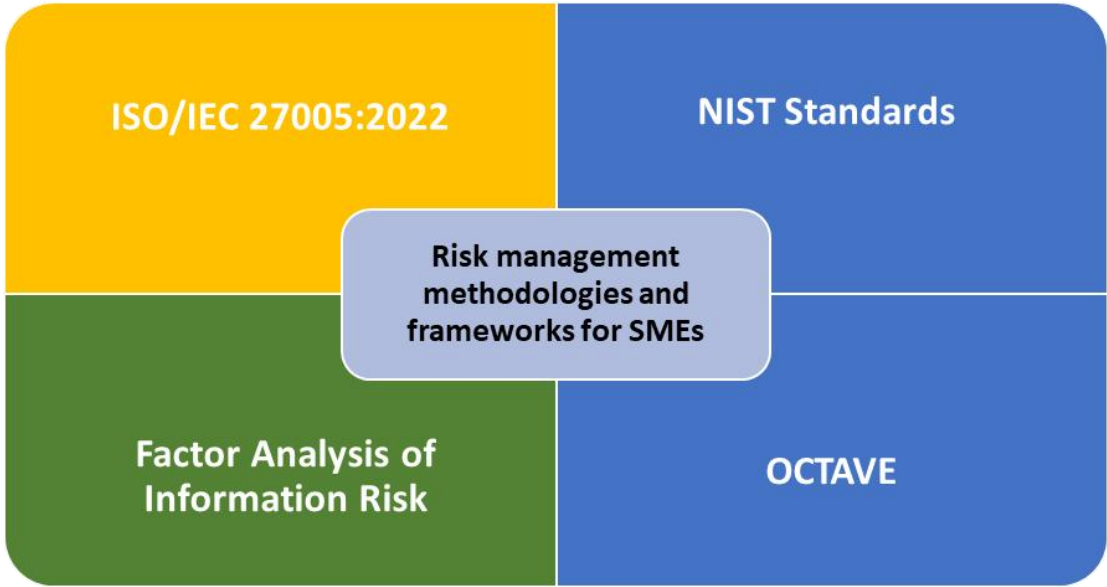 ISO/IEC 27005:2022
NIST Standards
Risk management
methodologies and
frameworks for SMEs
Factor Analysis of
Information Risk
OCTAVE